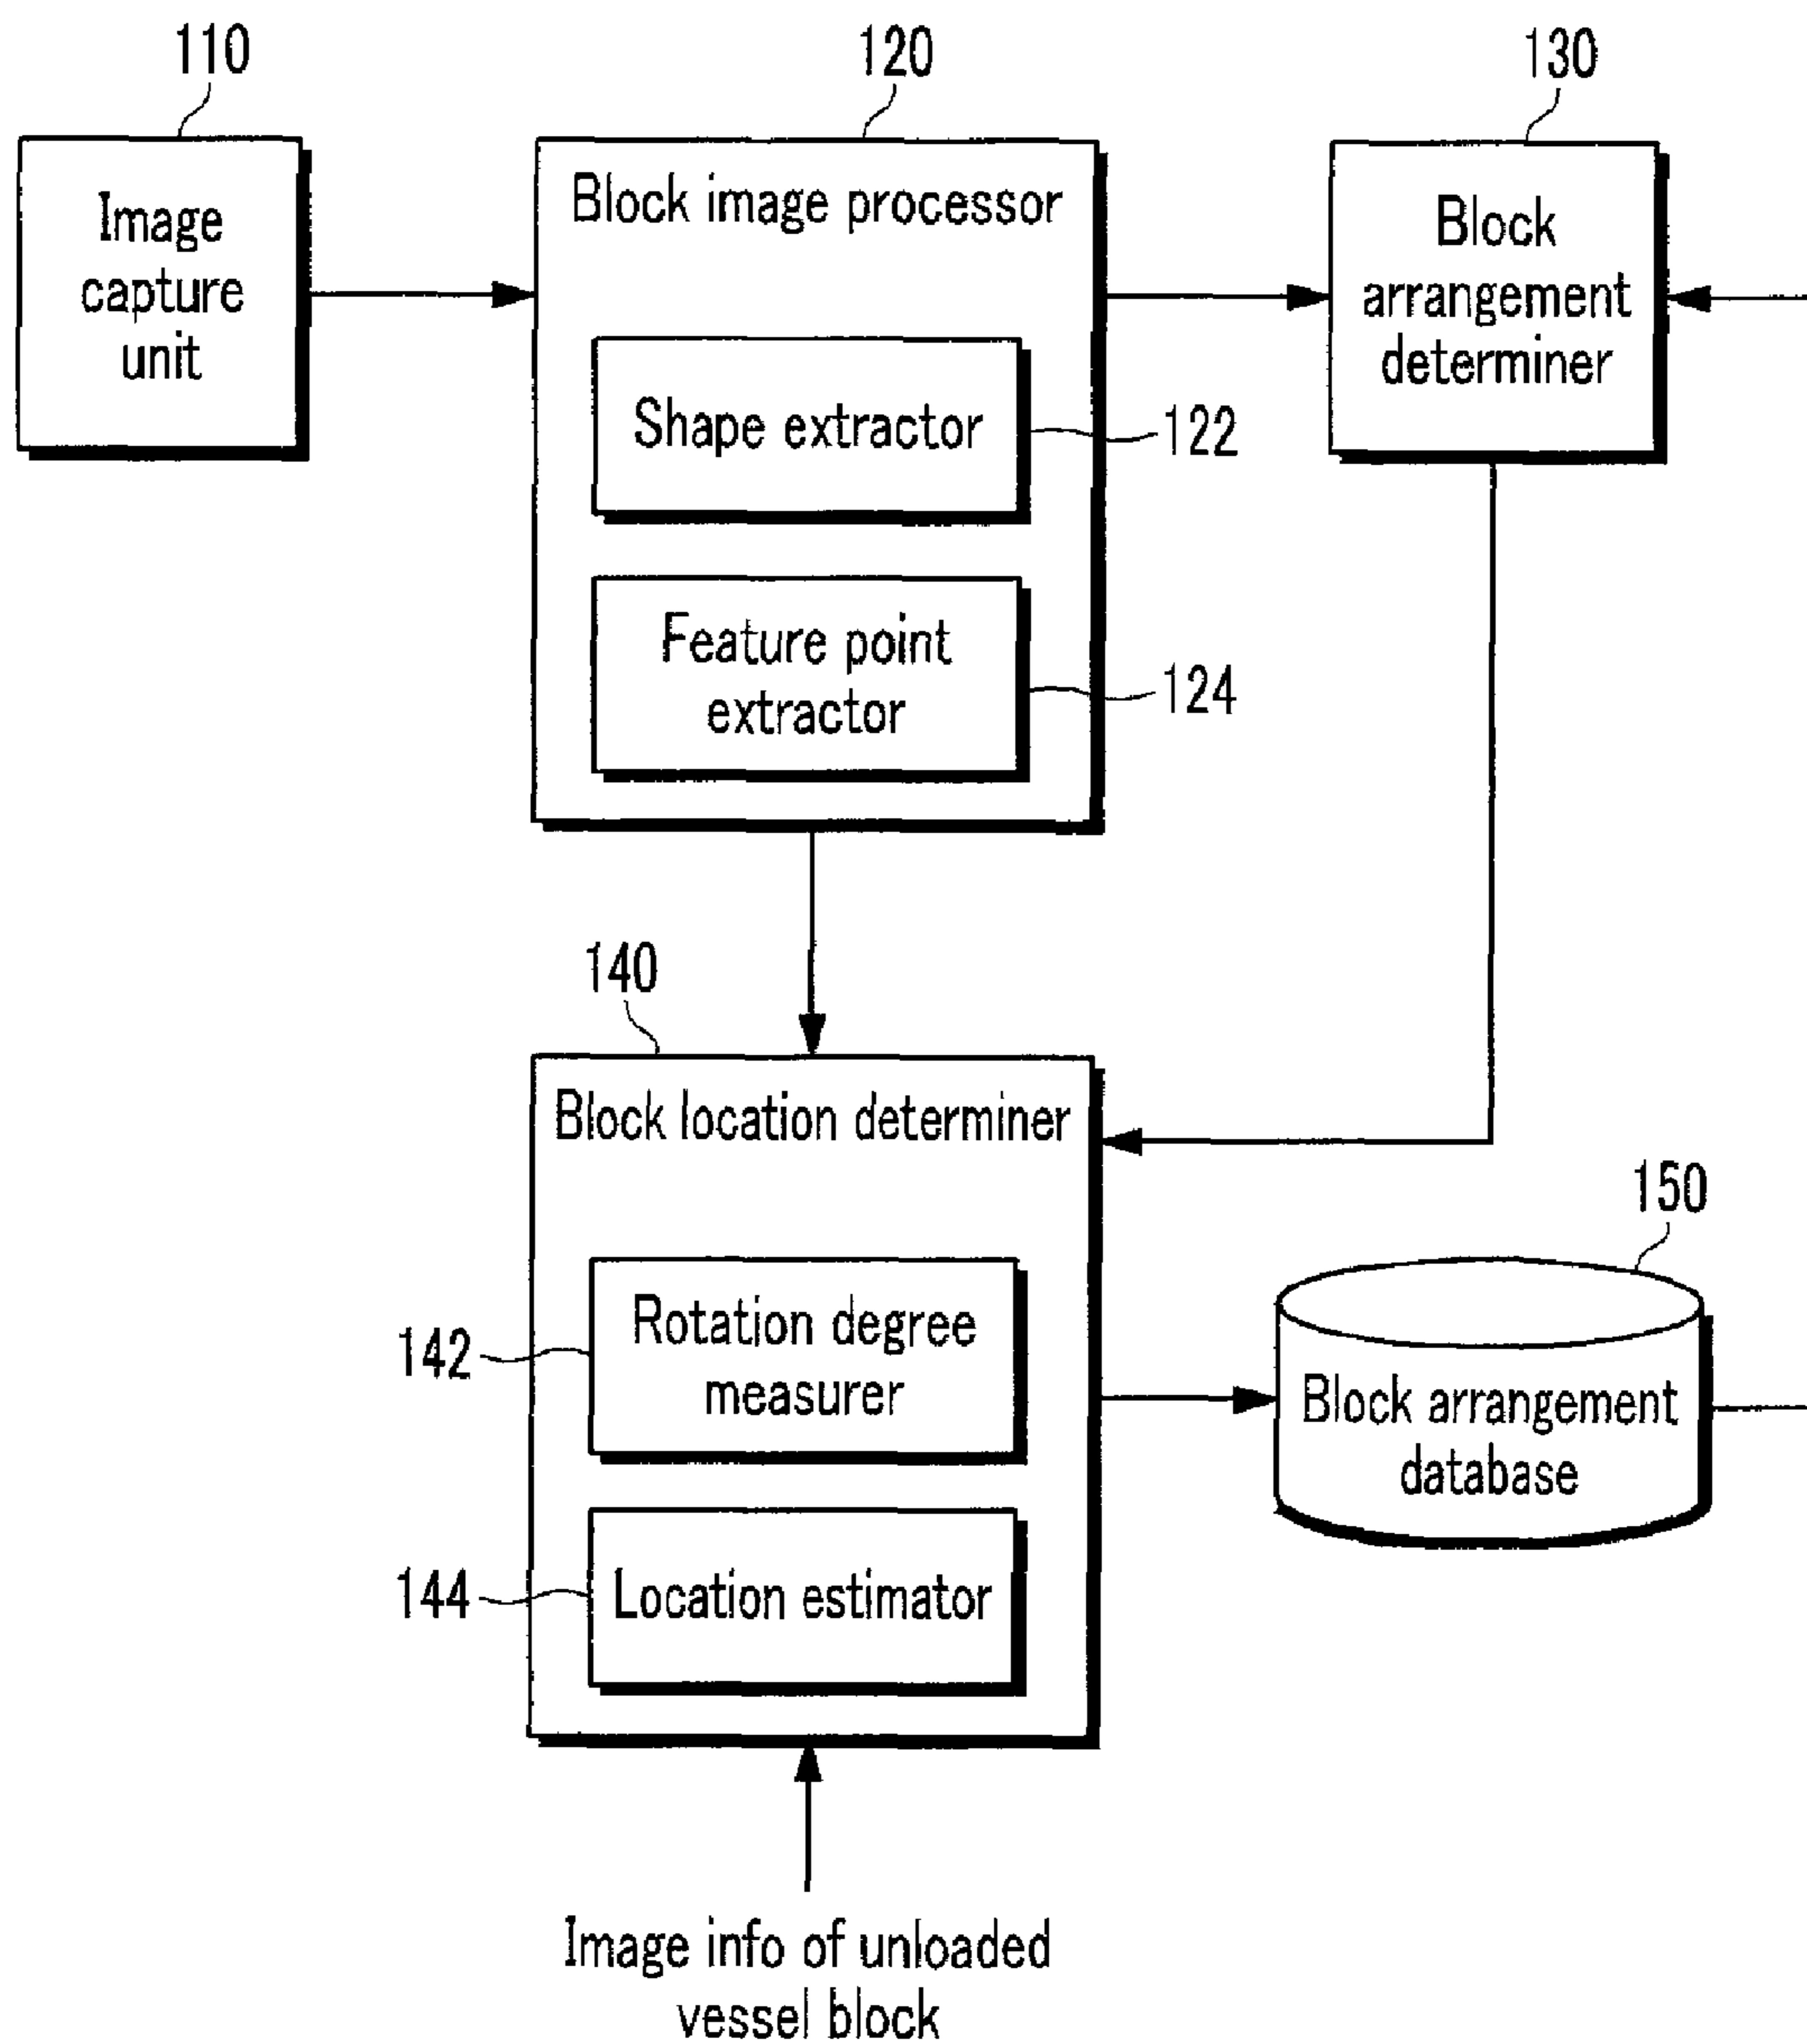 110
120
130
Image
capture
unit
Block image processor
Shape extractor
122
Feature point
extractor
124
Block
arrangement
determiner
140
Block location determiner
142
Rotation degree
measurer
144
Location estimator
150
Block arrangement
database
Image info of unloaded
vessel block